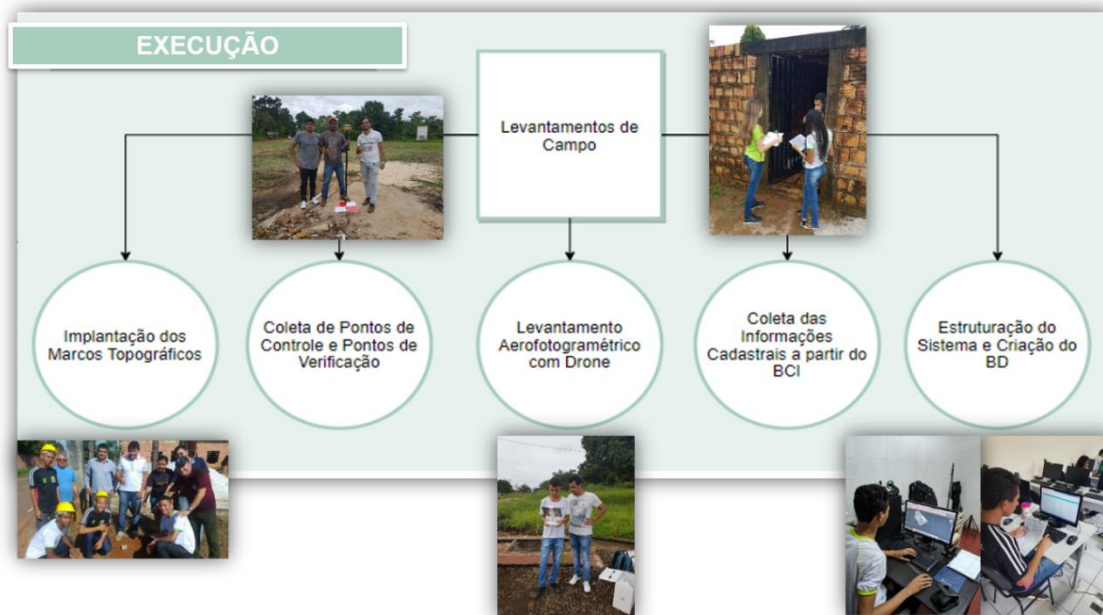 EXECUÇÃO
Levantamentos de
Campo
Implantação dos
Marcos Topográficos
Coleta de Pontos de
Controle e Pontos de
Verificação
Levantamento
Aerofotogramétrico
com Drone
Coleta das
Informações
Cadastrais a partir do
BCI
Estruturação do
Sistema e Criação do
BD